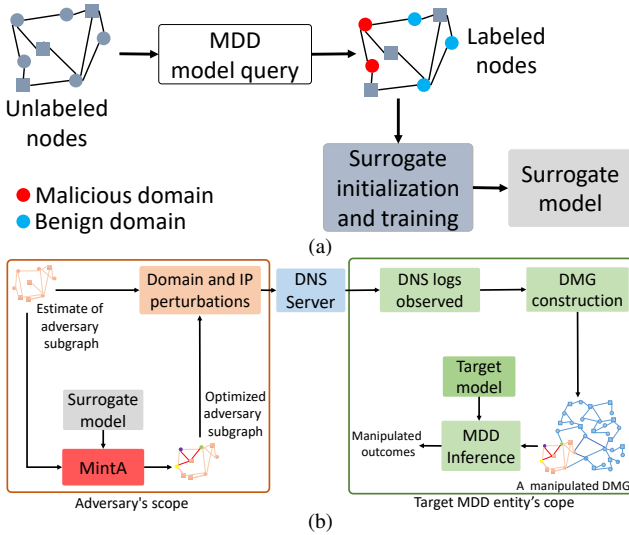 MDD
model query
Unlabeled
nodes
Labeled
nodes
Surrogate
initialization
and training
Surrogate
model
Malicious domain
Benign domain
(a)
Domain and IP
perturbations
DNS
Server
DNS logs
observed
DMG
construction
Estimate of
adversary
subgraph
Surrogate
model
Optimized
adversary
subgraph
MintA
Target
model
Manipulated
outcomes
MDD
Inference
A manipulated DMG
Adversary's scope
Target MDD entity's cope
(b)